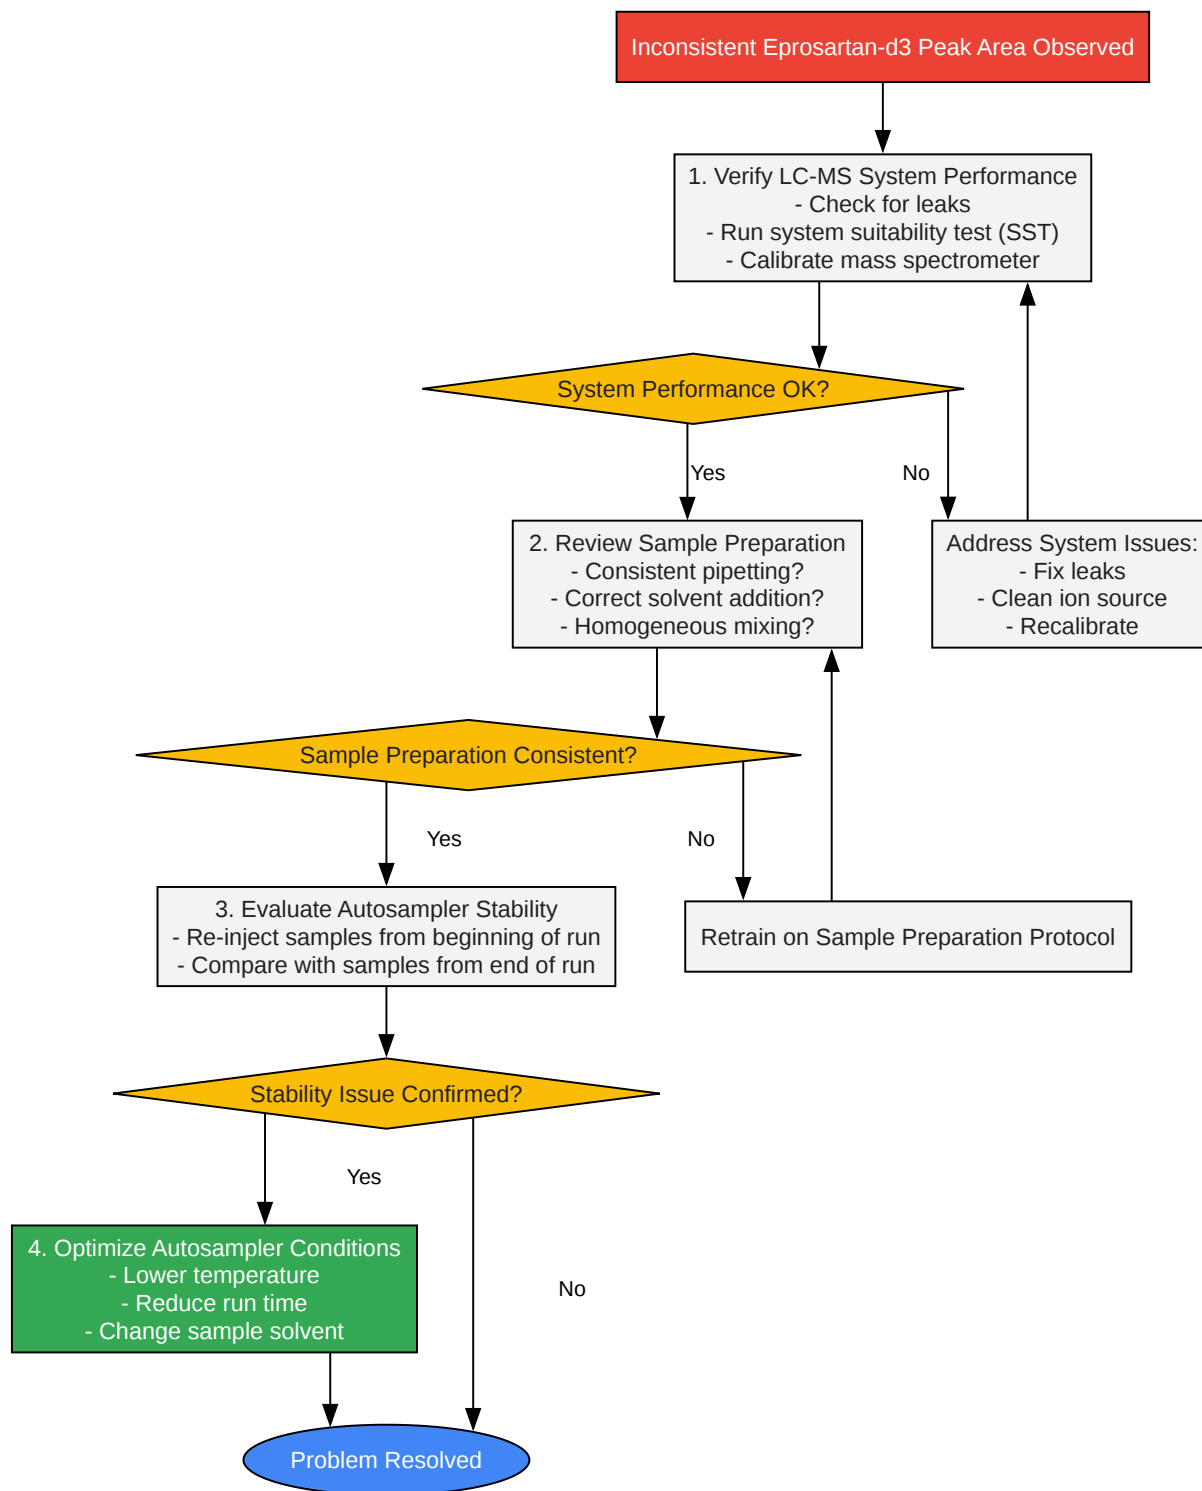 Inconsistent Eprosartan-d3 Peak Area Observed
1. Verify LC-MS System Performance
- Check for leaks
- Run system suitability test (SST)
- Calibrate mass spectrometer
System Performance OK?
Yes
No
2. Review Sample Preparation
- Consistent pipetting?
- Correct solvent addition?
- Homogeneous mixing?
Address System Issues:
- Fix leaks
- Clean ion source
- Recalibrate
Sample Preparation Consistent?
Yes
No
3. Evaluate Autosampler Stability
- Re-inject samples from beginning of run
- Compare with samples from end of run
Retrain on Sample Preparation Protocol
Stability Issue Confirmed?
Yes
No
4. Optimize Autosampler Conditions
- Lower temperature
- Reduce run time
- Change sample solvent
Problem Resolved